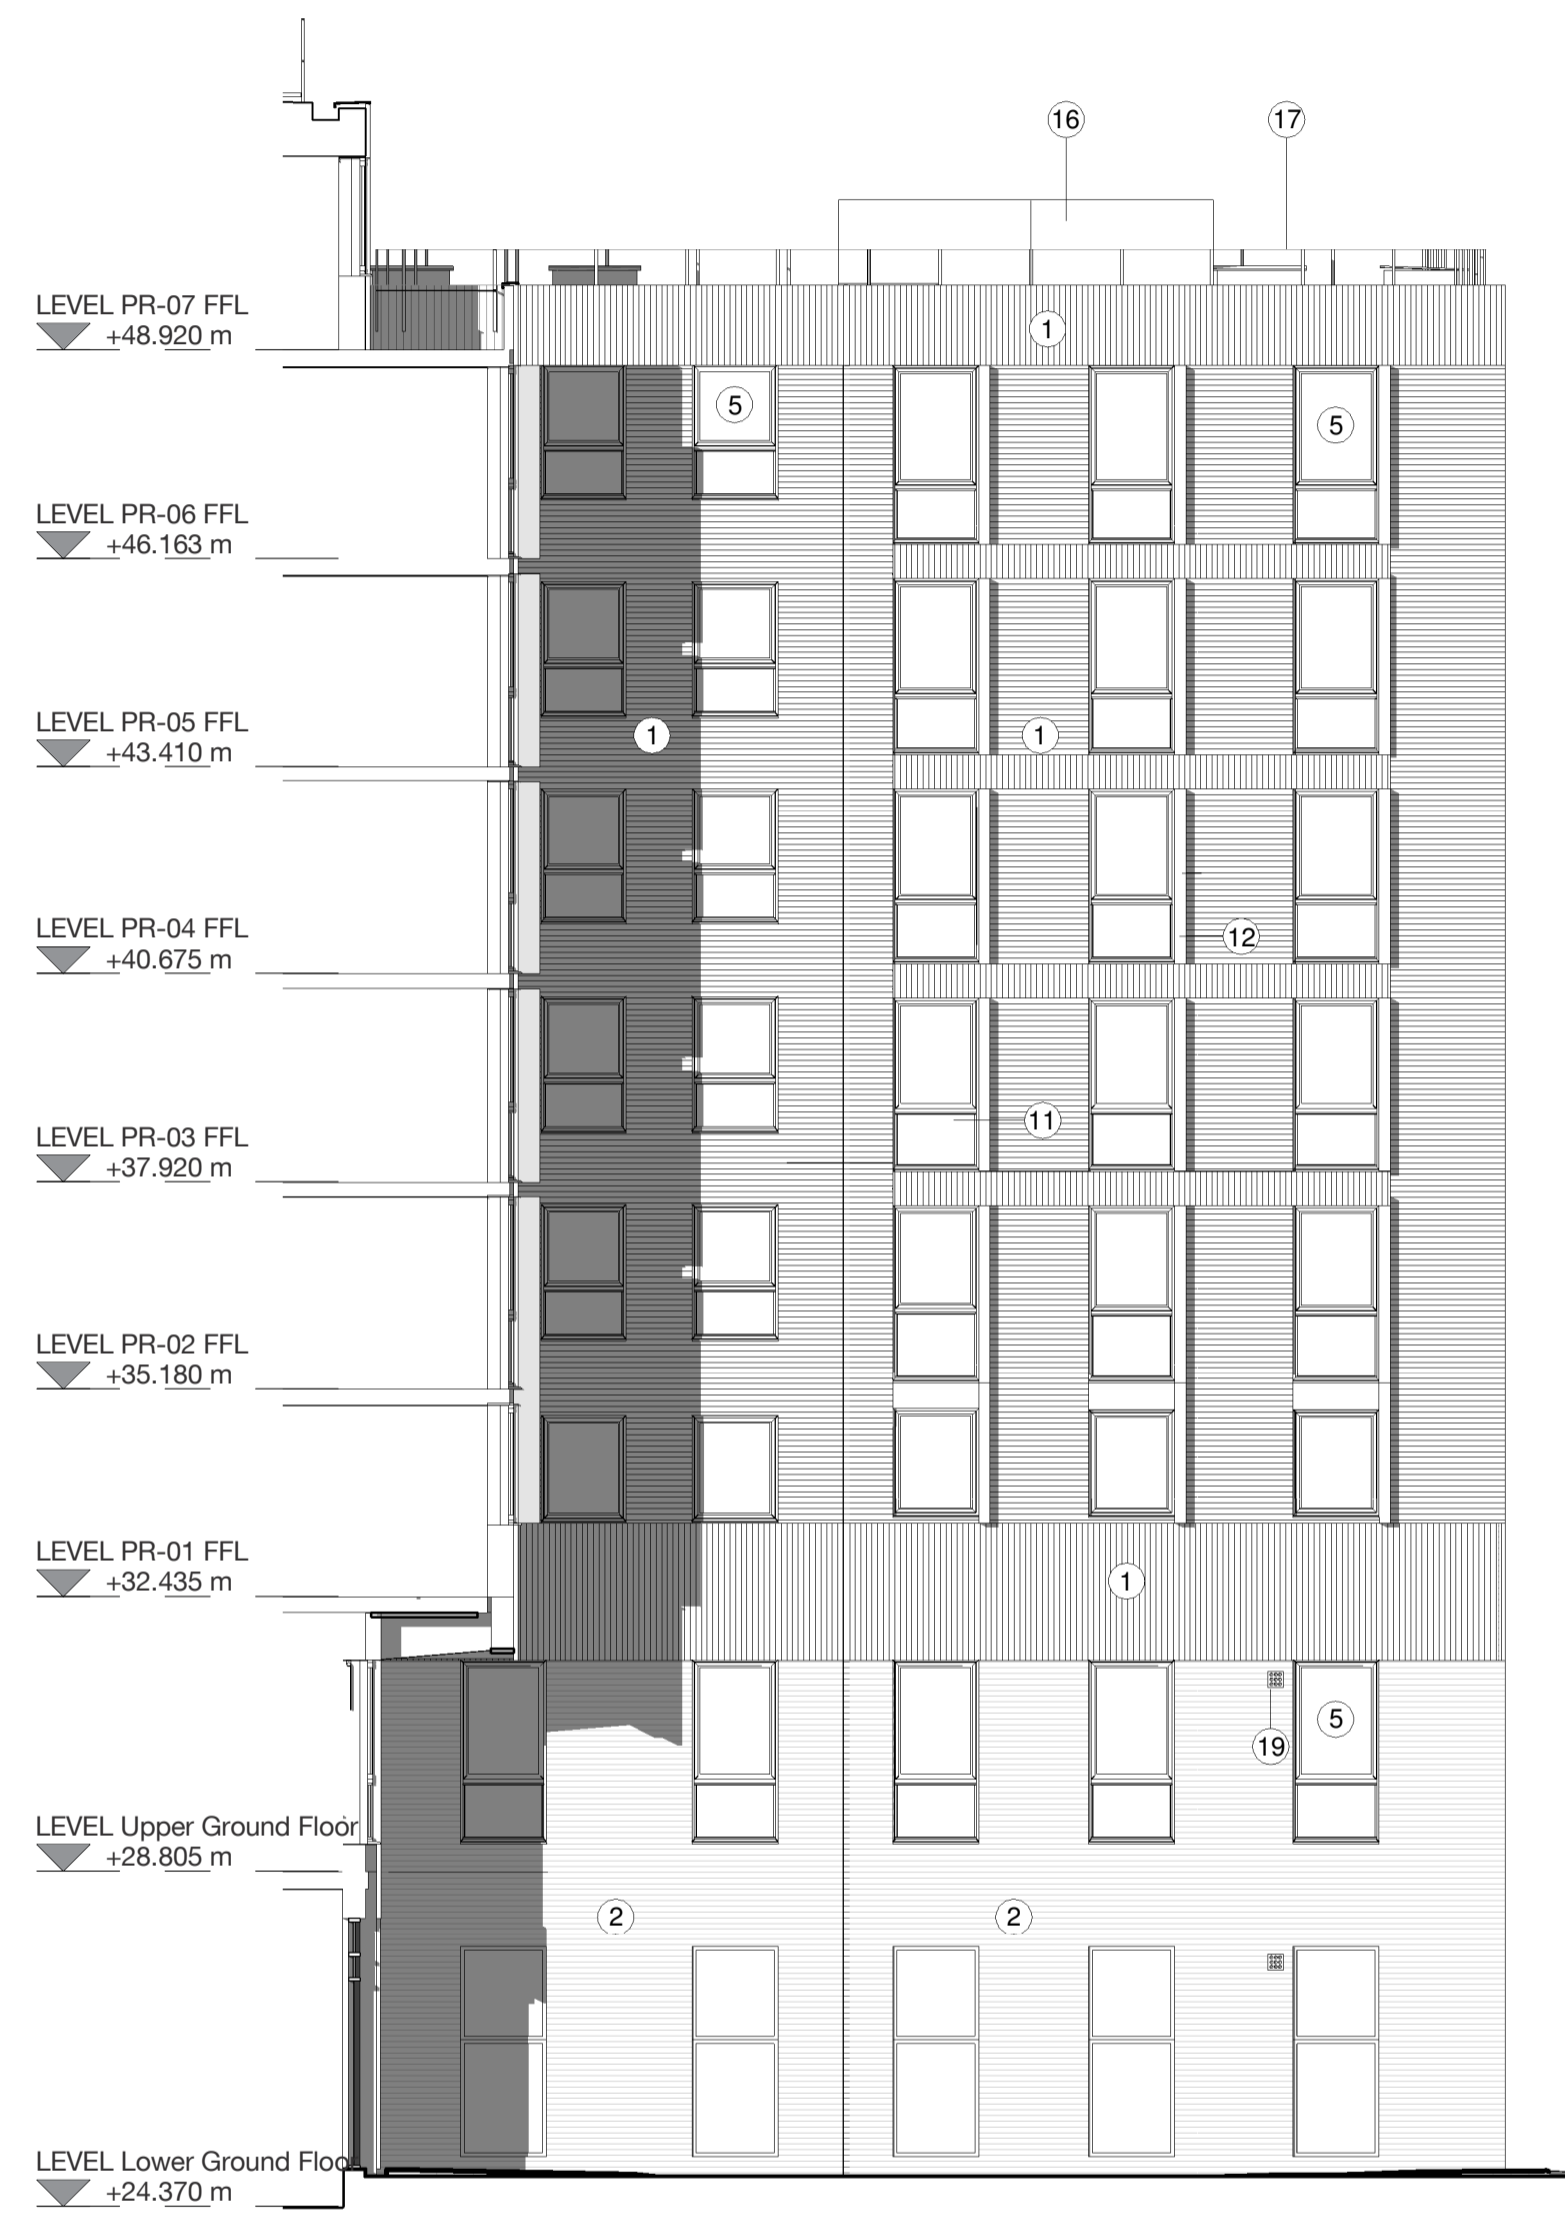 16
17
LEVEL PR-07 FFL
+48.920 m
1
5
5
LEVEL PR-06 FFL
+46.163 m
LEVEL PR-05 FFL
+43.410 m
1
1
LEVEL PR-04 FFL
+40.675 m
12
11
LEVEL PR-03 FFL
+37.920 m
LEVEL PR-02 FFL
+35.180 m
LEVEL PR-01 FFL
+32.435 m
1
5
19
LEVEL Upper Ground Floor
+28.805 m
2
2
LEVEL Lower Ground Floor
+24.370 m